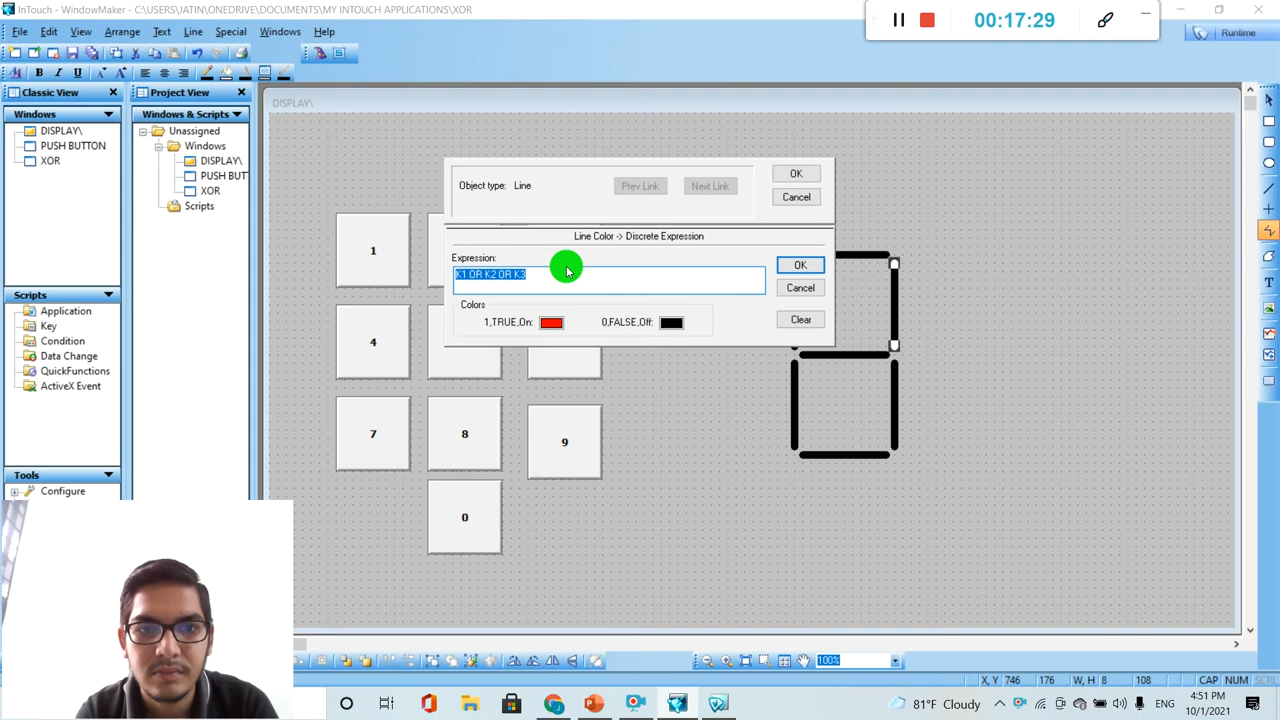 InTouch - WindowMaker - C:\USERS\JATIN\ONEDRIVE\DOCUMENTS\MY INTOUCH APPLICATIONS\XOR
00:17:29
File Edit View Arrange Text Line Special Windows Help
Runtime
B I U
Classic View
Project View
DISPLAY\
Windows
Windows & Scripts
DISPLAY\
PUSH BUTTON
XOR
Unassigned
Windows
DISPLAY\
PUSH BUT
XOR
Scripts
Object type: Line
Prev Link
Next Link
OK
Cancel
Line Color -> Discrete Expression
Expression:
K1 OR K2 OR K3
OK
Cancel
Colors
1,TRUE,On:
0,FALSE,Off:
Clear
1
4
7
8
9
0
Scripts
Application
Key
Condition
Data Change
QuickFunctions
ActiveX Event
Tools
Configure
100%
X, Y 746 176 W, H 8 108 CAP NUM SCRL
81°F Cloudy
ENG
4:51 PM
10/1/2021